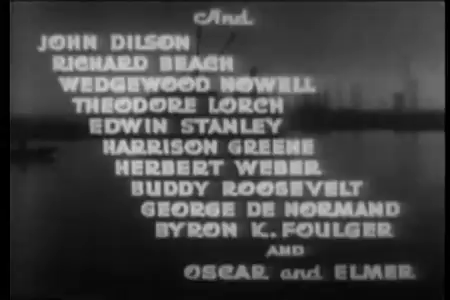 And
JOHN DILSON
RICHARD BEACH
WEDGEWOOD NOWELL
THEODORE LORCH
EDWIN STANLEY
HARRISON GREENE
HERBERT WEBER
BUDDY ROOSEVELT
GEORGE DE NORMAND
BYRON K. FOULGER
AND
OSCAR and ELMER